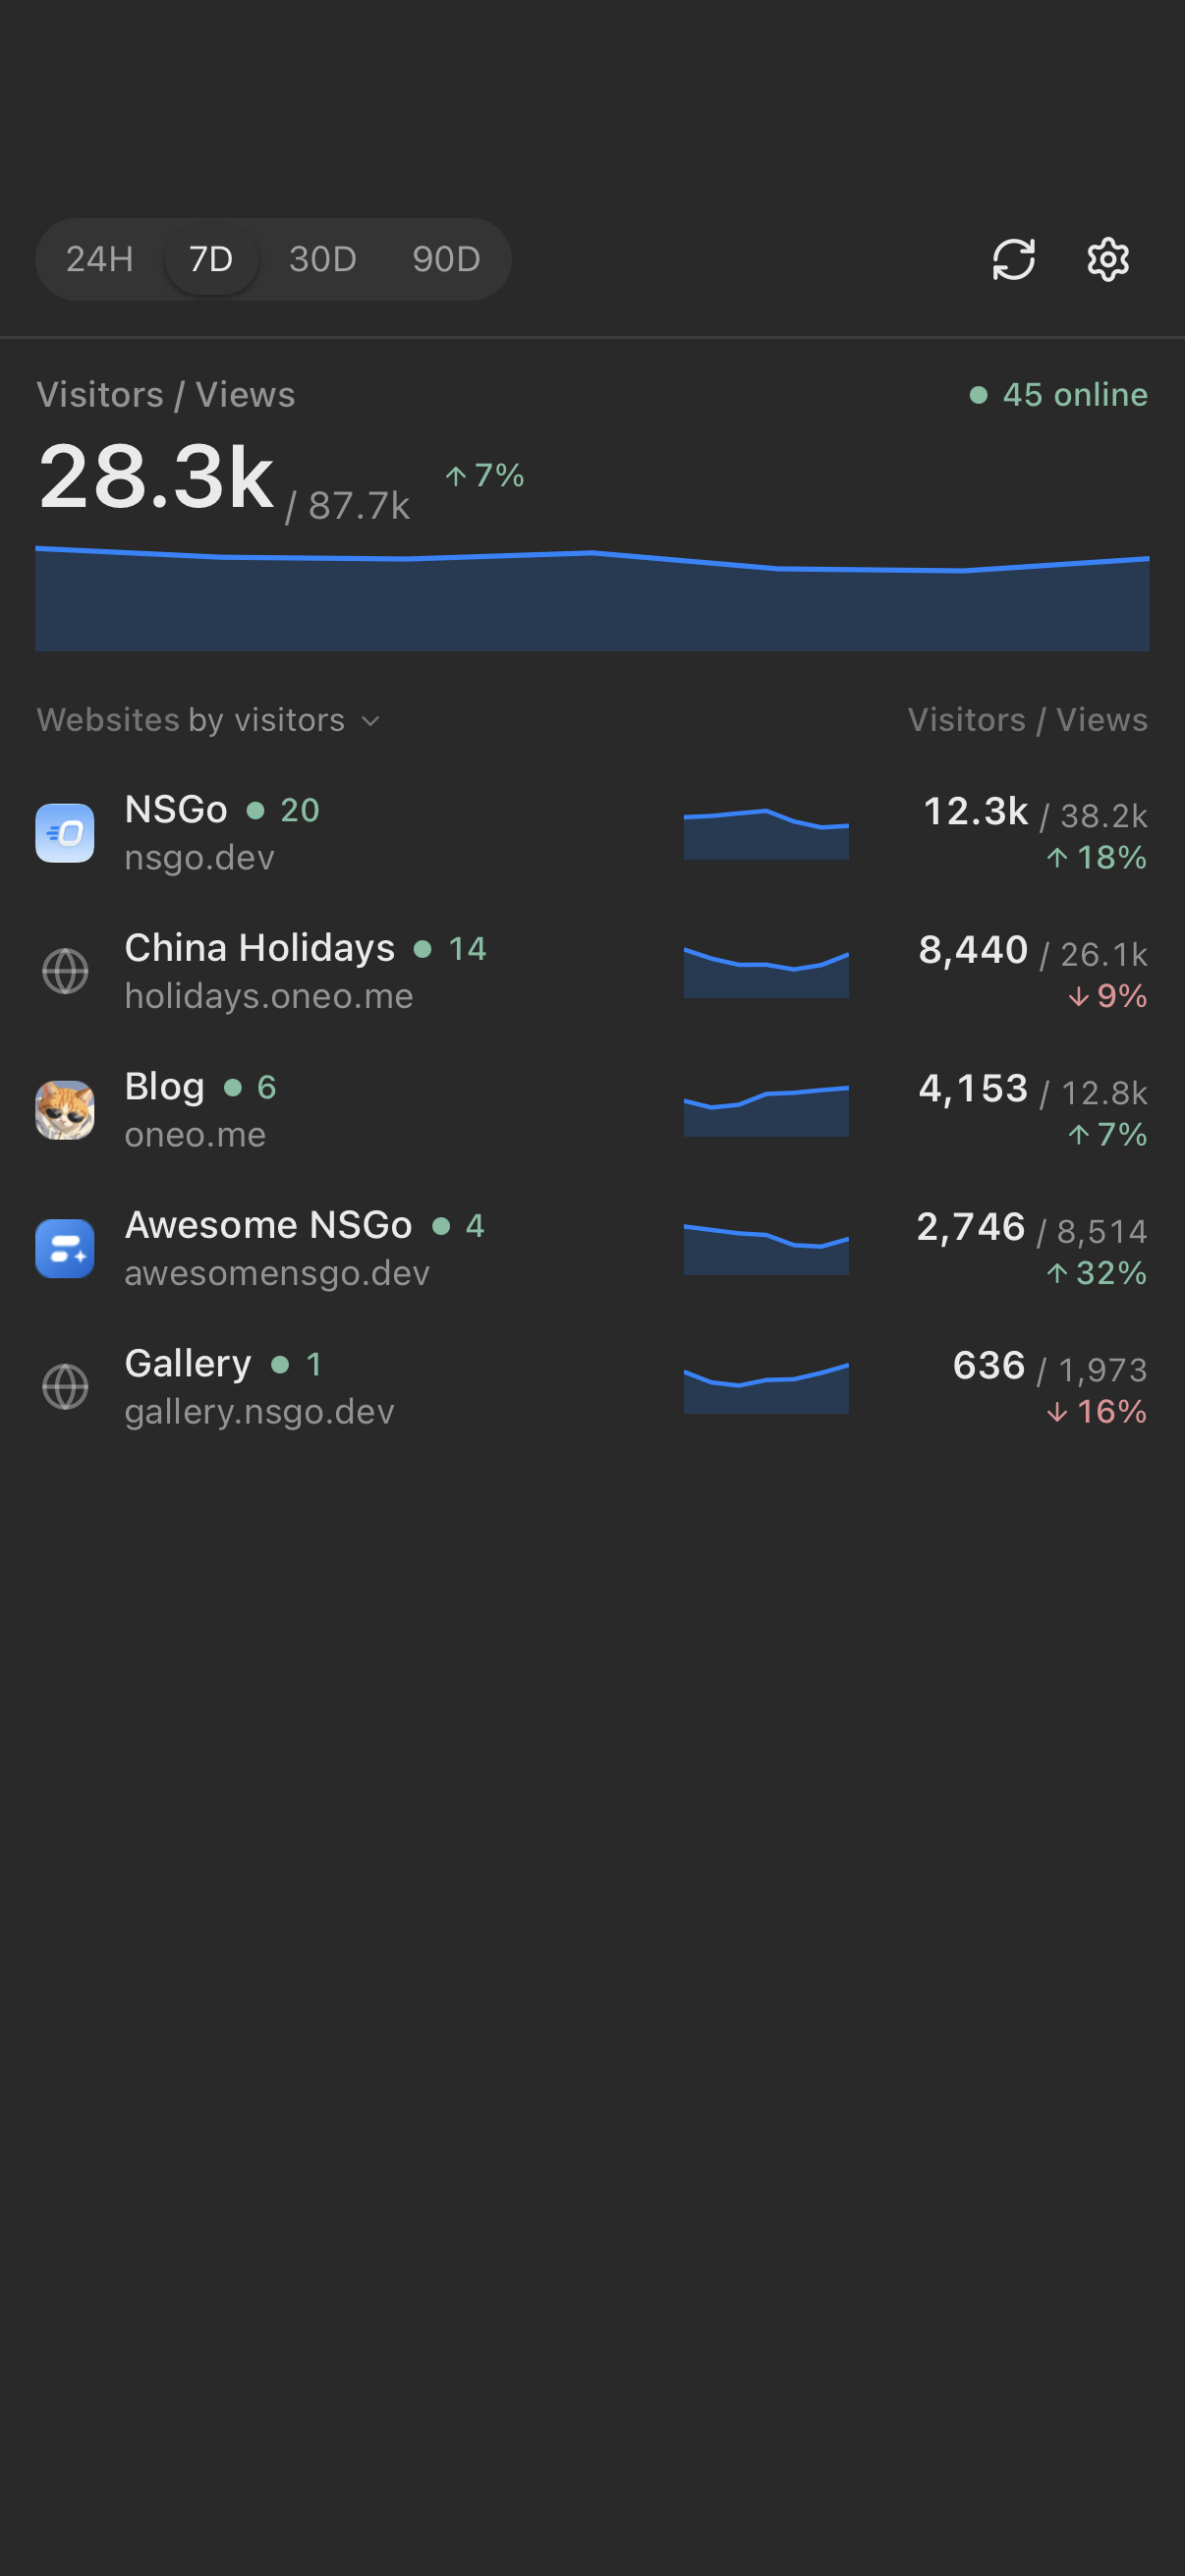 24H 7D 30D 90D
Visitors / Views 45 online
28.3k / 87.7k ↑ 7%
Websites by visitors Visitors / Views
NSGo 20 12.3k / 38.2k
nsgo.dev ↑ 18%
China Holidays 14 8,440 / 26.1k
holidays.oneo.me ↓ 9%
Blog 6 4,153 / 12.8k
oneo.me ↑ 7%
Awesome NSGo 4 2,746 / 8,514
awesomensgo.dev ↑ 32%
Gallery 1 636 / 1,973
gallery.nsgo.dev ↓ 16%